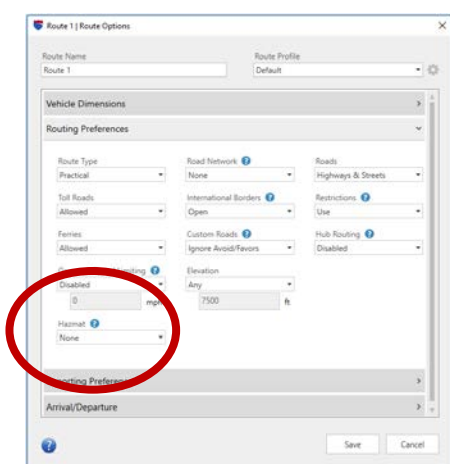 Route 1 | Route Options
Route Name Route Profile
Route 1 Default
Vehicle Dimensions
Routing Preferences
Route Type Road Network Roads
Practical None Highways & Streets
Toll Roads International Borders Restrictions
Allowed Open Use
Ferries Custom Roads Hub Routing
Allowed Ignore Avoid/Favors Disabled
Elevation
Disabled Any
0 mph 7500 ft
Hazmat
None
Arrival/Departure
Save Cancel